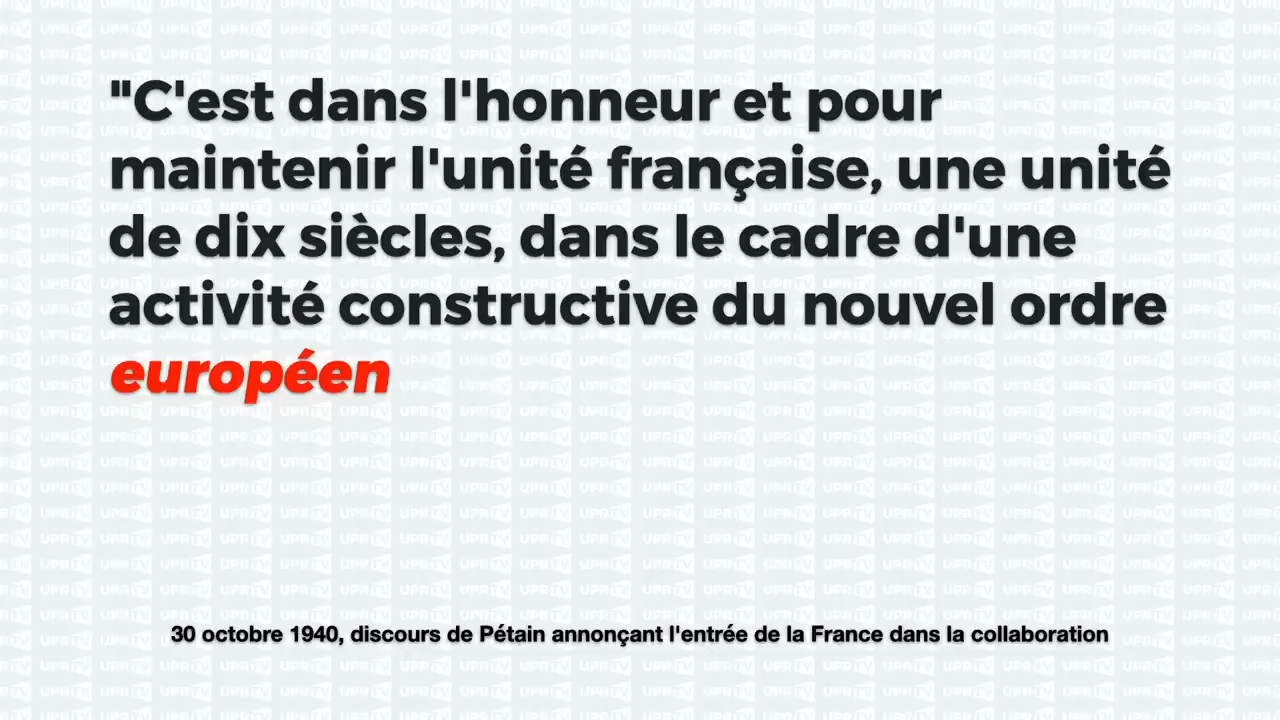 "C'est dans l'honneur et pour
maintenir l'unité française, une unité
de dix siècles, dans le cadre d'une
activité constructive du nouvel ordre
européen
30 octobre 1940, discours de Pétain annonçant l'entrée de la France dans la collaboration